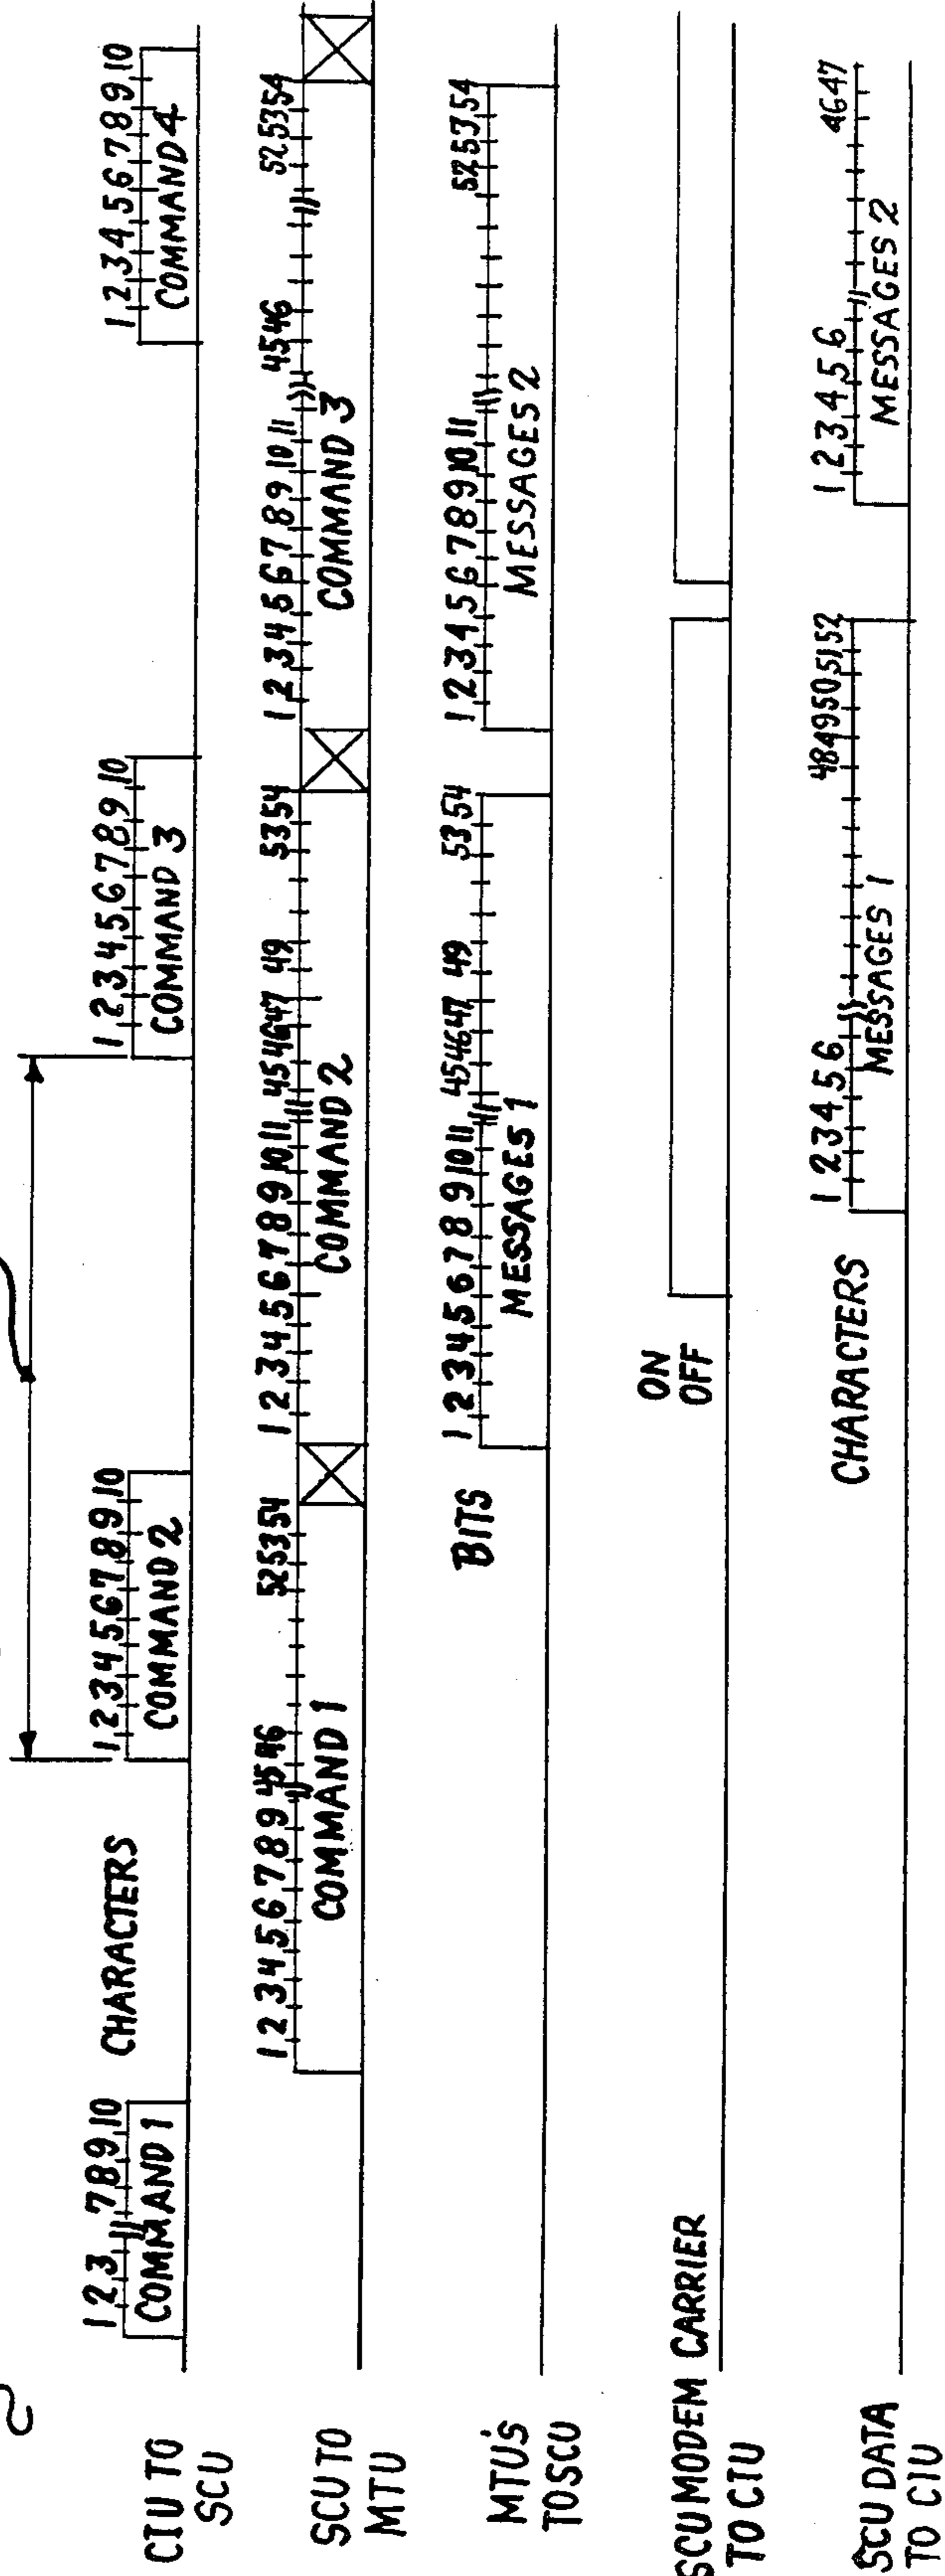 CIU TO
SCU
1 2 3 7 8 9 10
COMMAND 1
CHARACTERS
1 2 3 4 5 6 7 8 9 10
COMMAND 2
1 2 3 4 5 6 7 8 9 10
COMMAND 3
1 2 3 4 5 6 7 8 9 10
COMMAND 4
SCU TO
MTU
1 2 3 4 5 6 7 8 9 45 46 52 53 54
COMMAND 1
1 2 3 4 5 6 7 8 9 10 11 45 46 47 49 53 54
COMMAND 2
1 2 3 4 5 6 7 8 9 10 11 45 46 52 53 54
COMMAND 3
MTU'S
TO SCU
BITS
1 2 3 4 5 6 7 8 9 10 11 45 46 47 49 53 54
MESSAGES 1
1 2 3 4 5 6 7 8 9 10 11 52 53 54
MESSAGES 2
SCU MODEM CARRIER
TO CIU
ON
OFF
SCU DATA
TO CIU
CHARACTERS
1 2 3 4 5 6 48 49 50 51 52
MESSAGES 1
1 2 3 4 5 6 46 47
MESSAGES 2